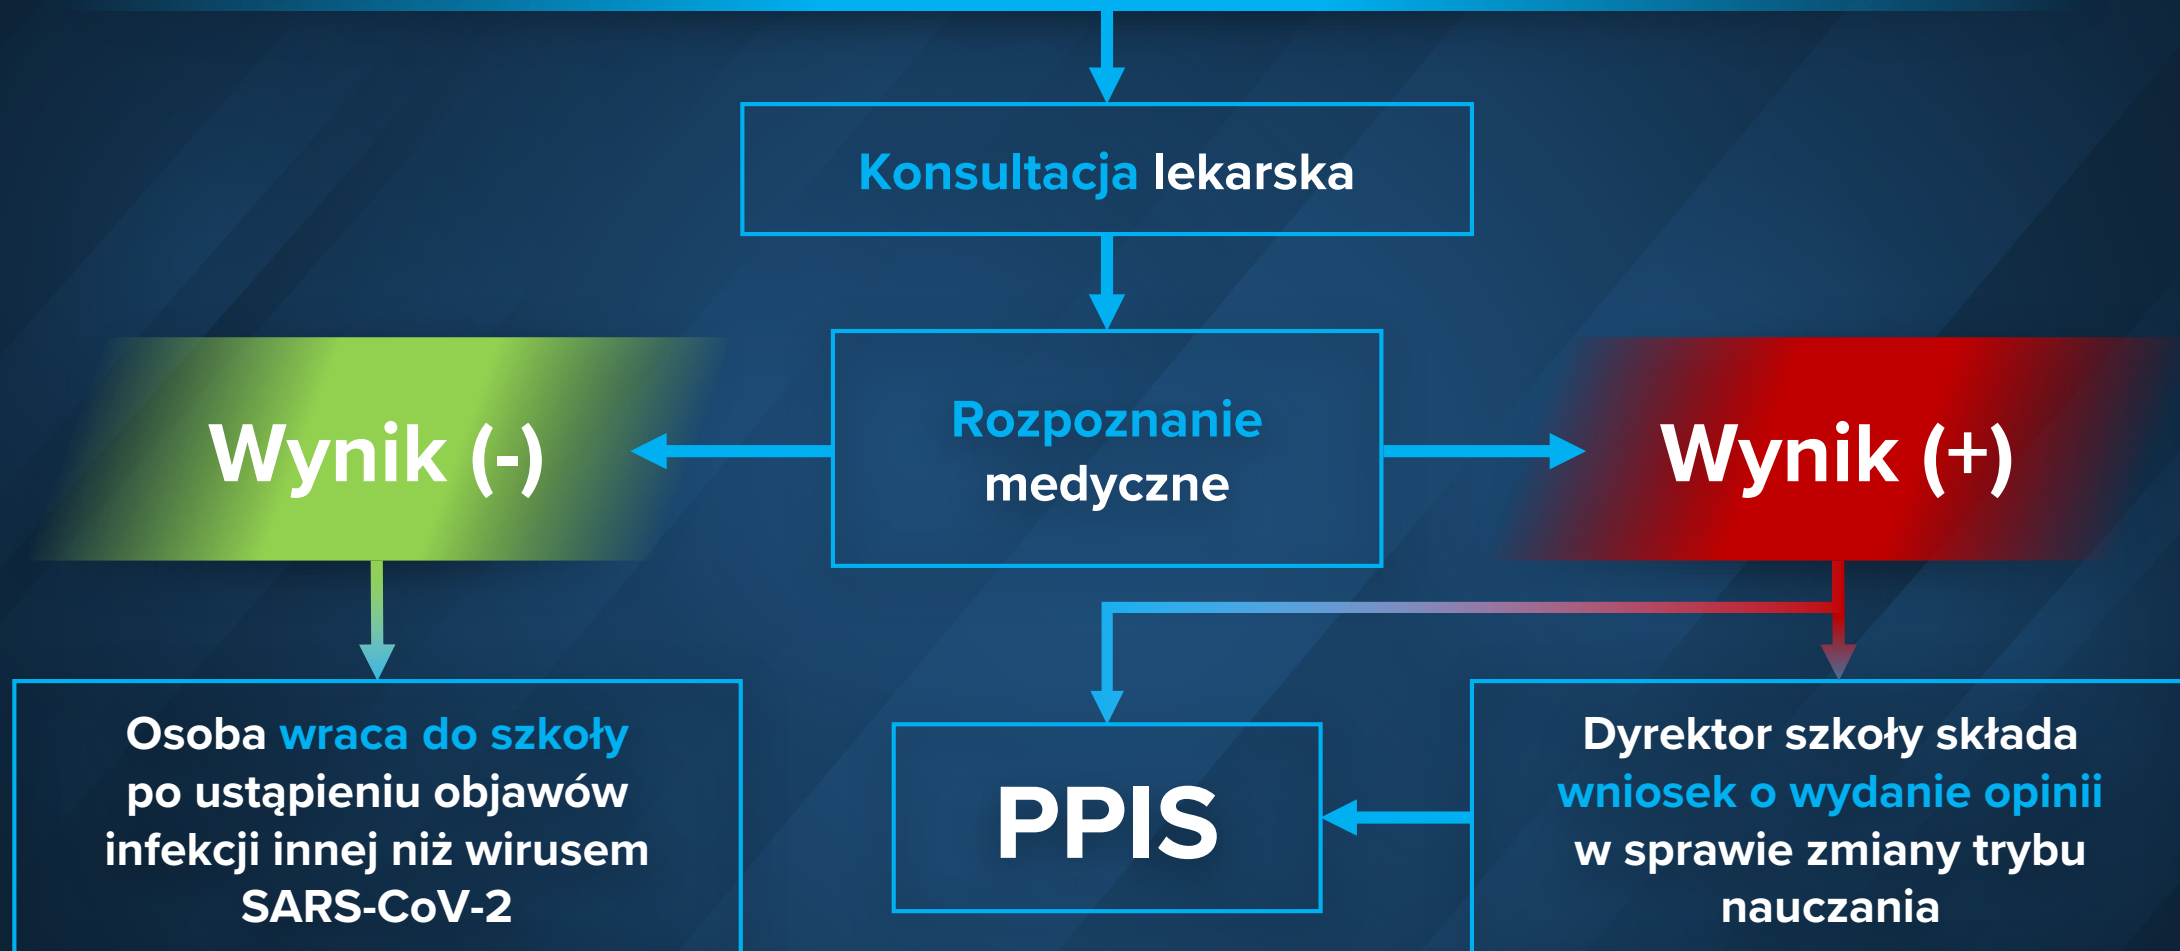 Konsultacja lekarska
Rozpoznanie
medyczne
Wynik (-)
Wynik (+)
Osoba wraca do szkoły
po ustąpieniu objawów
infekcji innej niż wirusem
SARS-CoV-2
PPIS
Dyrektor szkoły składa
wniosek o wydanie opinii
w sprawie zmiany trybu
nauczania